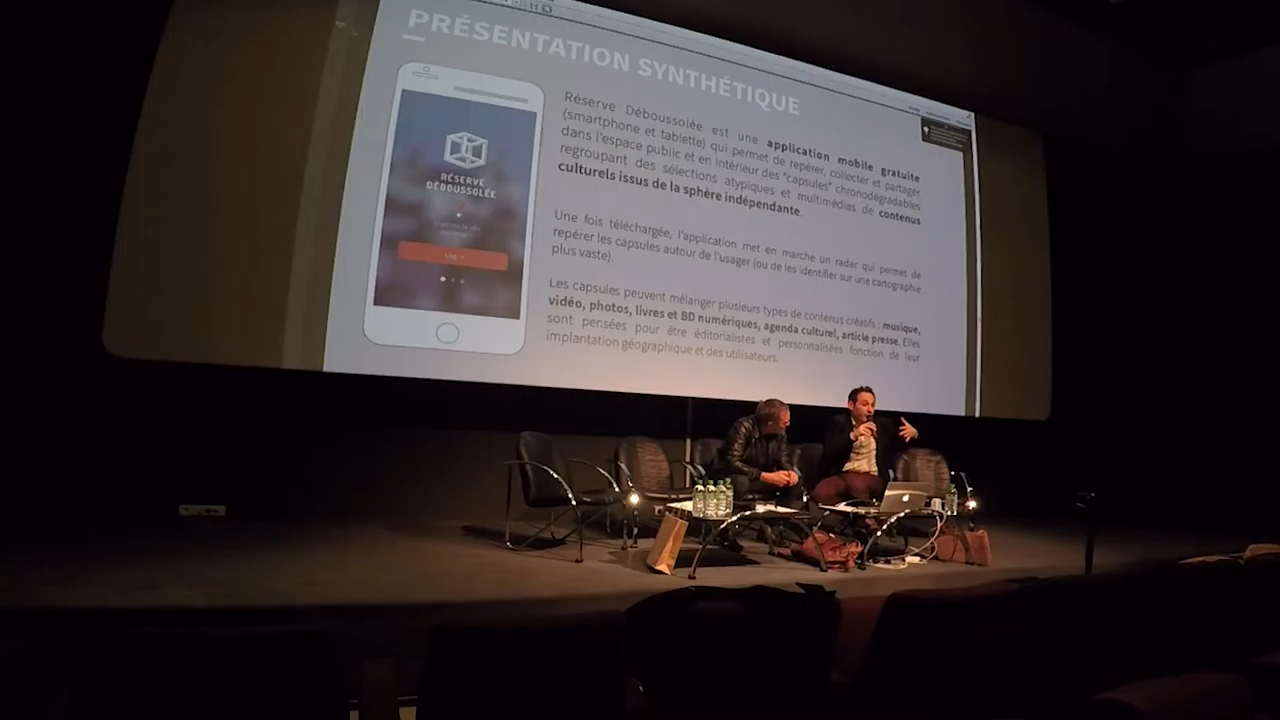 PRÉSENTATION SYNTHÉTIQUE
Réserve Déboussolée est une application mobile gratuite
(smartphone et tablette) qui permet de repérer, collecter et partager
dans l'espace public et en intérieur des "capsules" chronodégradables
regroupant des sélections atypiques et multimédias de contenus
culturels issus de la sphère indépendante.
Une fois téléchargée, l'application met en marche un radar qui permet de
repérer les capsules autour de l'usager (ou de les identifier sur une cartographie
plus vaste).
Les capsules peuvent mélanger plusieurs types de contenus créatifs : musique,
vidéo, photos, livres et BD numériques, agenda culturel, article presse. Elles
sont pensées pour être éditorialistes et personnalisées fonction de leur
implantation géographique et des utilisateurs.
RÉSERVE
DÉBOUSSOLÉE